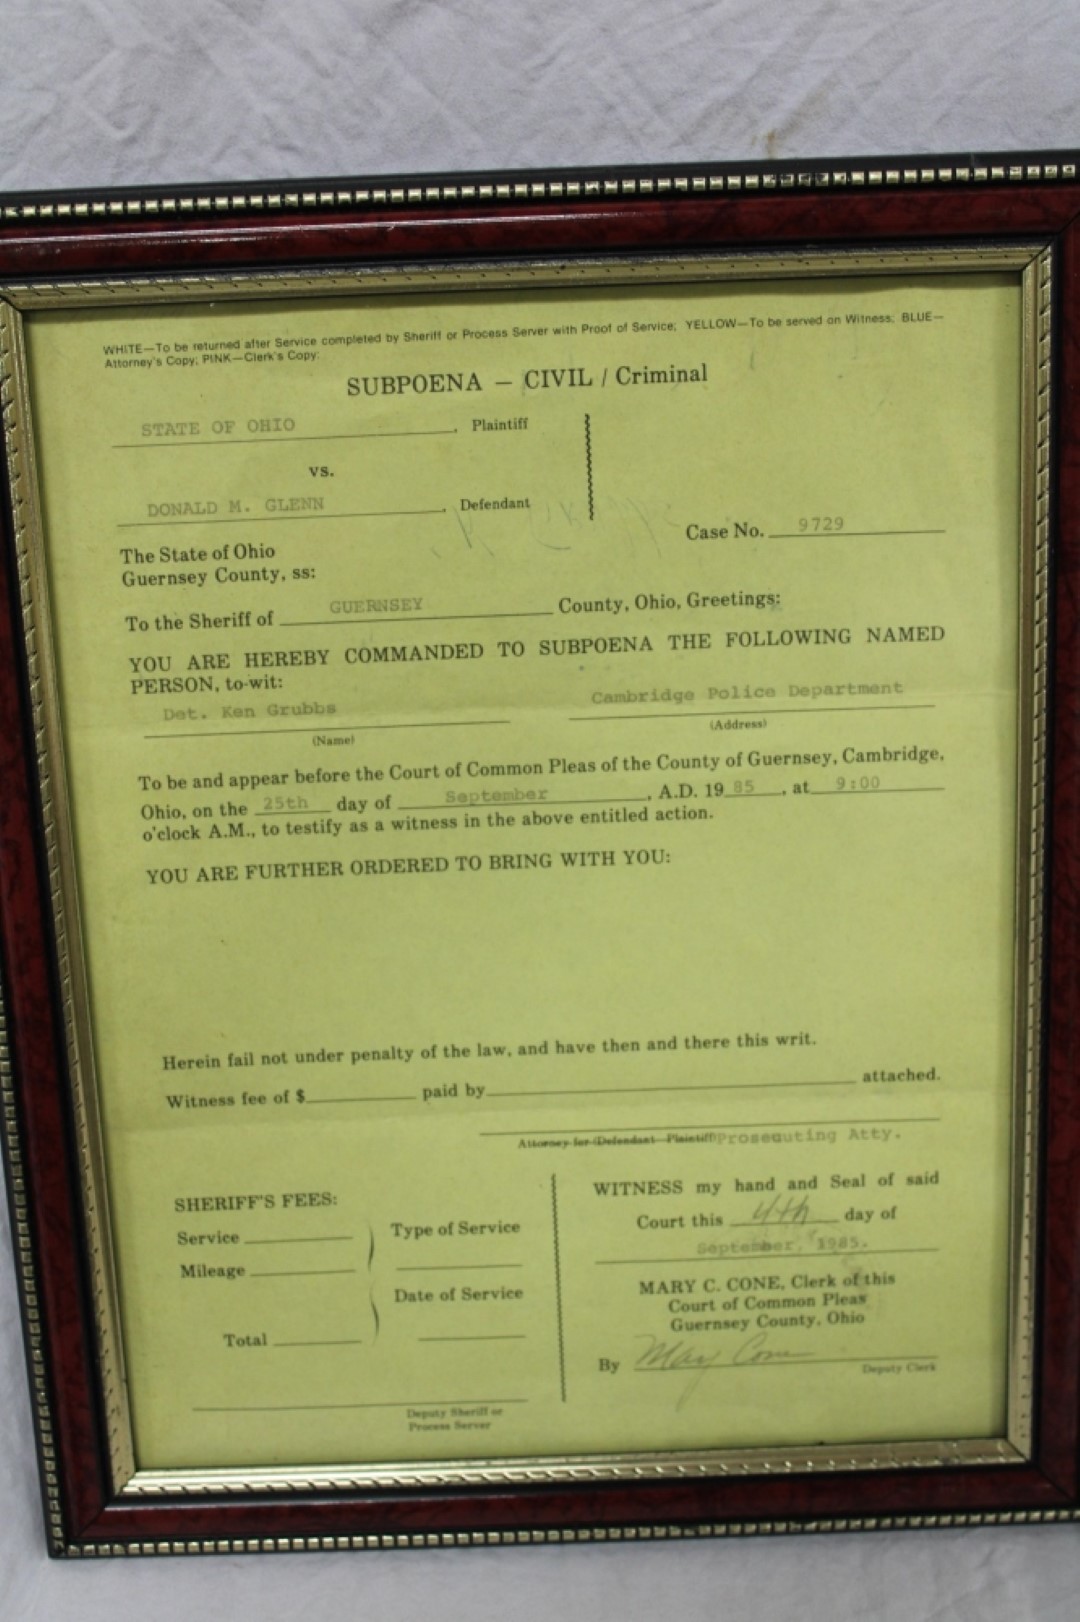 WHITE—To be returned after Service completed by Sheriff or Process Server with Proof of Service; YELLOW—To be served on Witness; BLUE—
Attorney's Copy; PINK—Clerk's Copy:
SUBPOENA — CIVIL / Criminal
STATE OF OHIO, Plaintiff
vs.
DONALD M. GLENN, Defendant
Case No. 9729
The State of Ohio
Guernsey County, ss:
To the Sheriff of GUERNSEY County, Ohio, Greetings:
YOU ARE HEREBY COMMANDED TO SUBPOENA THE FOLLOWING NAMED
PERSON, to-wit:
Det. Ken Grubbs Cambridge Police Department
(Name) (Address)
To be and appear before the Court of Common Pleas of the County of Guernsey, Cambridge,
Ohio, on the 25th day of September, A.D. 19 85, at 9:00
o'clock A.M., to testify as a witness in the above entitled action.
YOU ARE FURTHER ORDERED TO BRING WITH YOU:
Herein fail not under penalty of the law, and have then and there this writ.
Witness fee of $ paid by attached.
Attorney for (Defendant - Plaintiff) Prosecuting Atty.
SHERIFF'S FEES:
Service
Mileage
Total
Type of Service
Date of Service
Deputy Sheriff or
Process Server
WITNESS my hand and Seal of said
Court this 4th day of
September, 1985.
MARY C. CONE, Clerk of this
Court of Common Pleas
Guernsey County, Ohio
By Mary Cone
Deputy Clerk